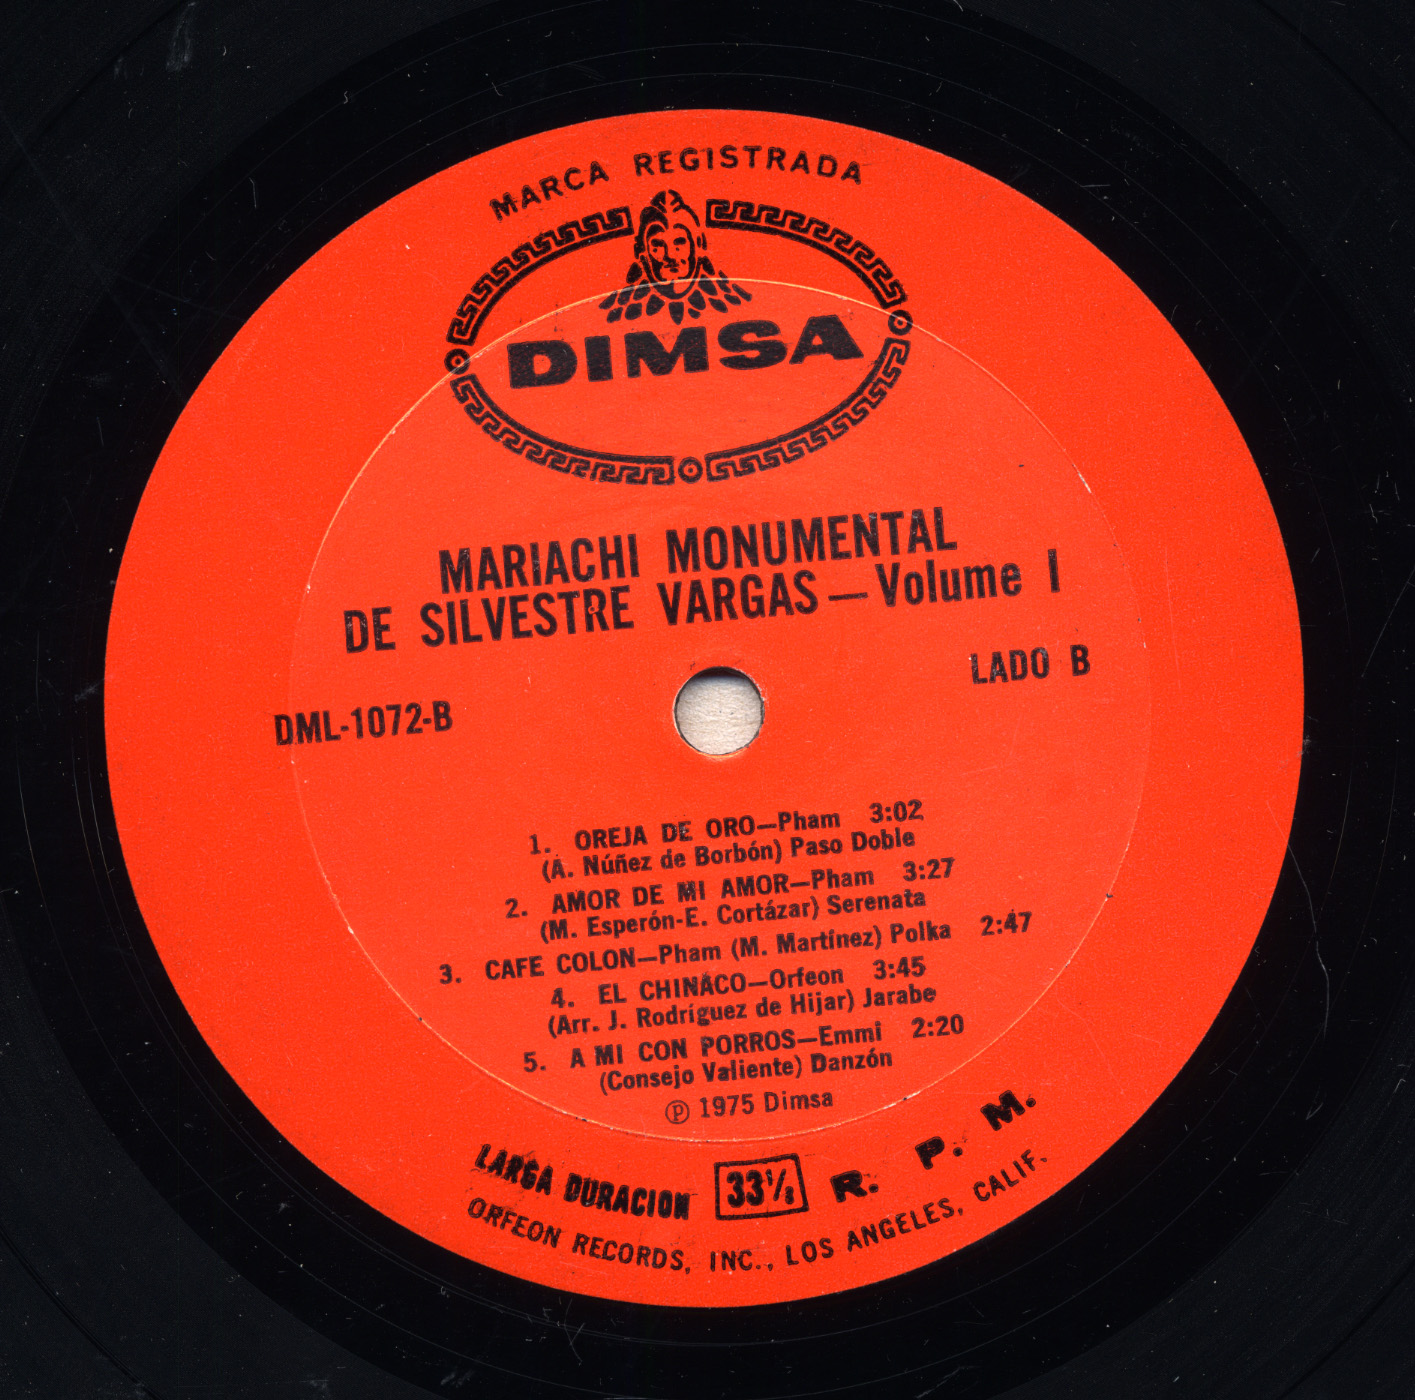 MARCA REGISTRADA
DIMSA
MARIACHI MONUMENTAL
DE SILVESTRE VARGAS—Volume I
LADO B
DML-1072-B
1. OREJA DE ORO—Pham 3:02
(A. Núñez de Borbón) Paso Doble
2. AMOR DE MI AMOR—Pham 3:27
(M. Esperón-E. Cortázar) Serenata
3. CAFE COLON—Pham (M. Martínez) Polka 2:47
4. EL CHINACO—Orfeon 3:45
(Arr. J. Rodríguez de Hijar) Jarabe
5. A MI CON PORROS—Emmi 2:20
(Consejo Valiente) Danzón
℗ 1975 Dimsa
LARGA DURACION 33⅓ R. P. M.
ORFEON RECORDS, INC., LOS ANGELES, CALIF.